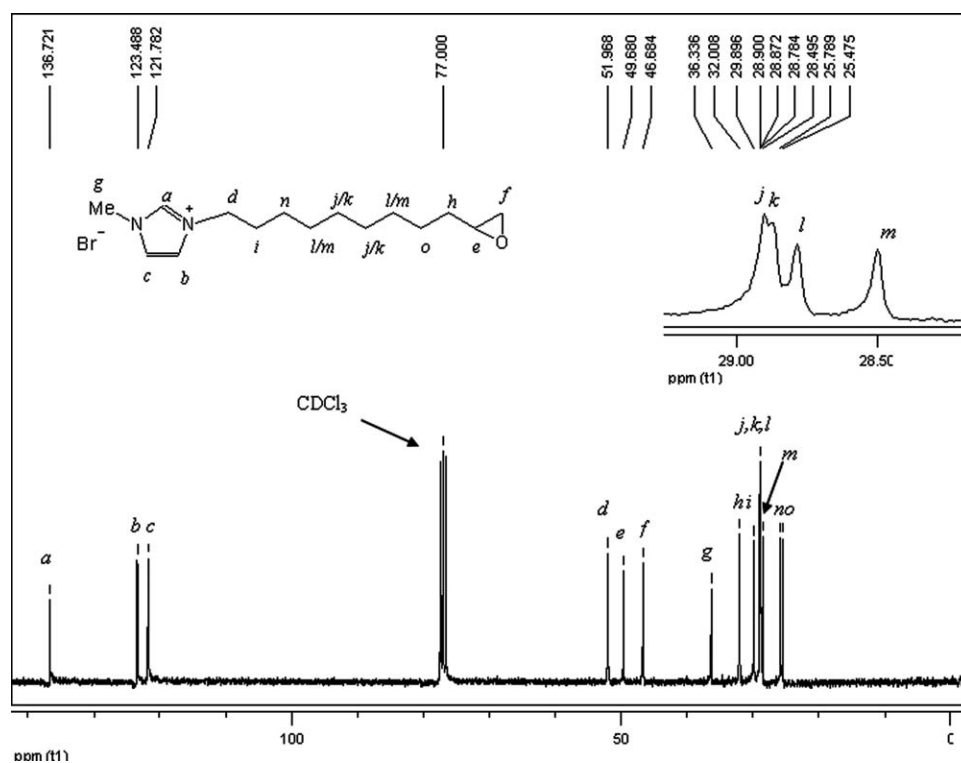 136.721
123.488
121.782
77.000
51.968
49.680
46.684
36.336
32.008
29.896
28.900
28.872
28.784
28.495
25.789
25.475
g a d n j/k l/m h f
Me N N + O
Br−
i l/m j/k o e
c b
j k l m
29.00 28.50
ppm (t1)
CDCl3
j,k,l
m
a b c d e f g h i n o
100 50 0
ppm (t1)